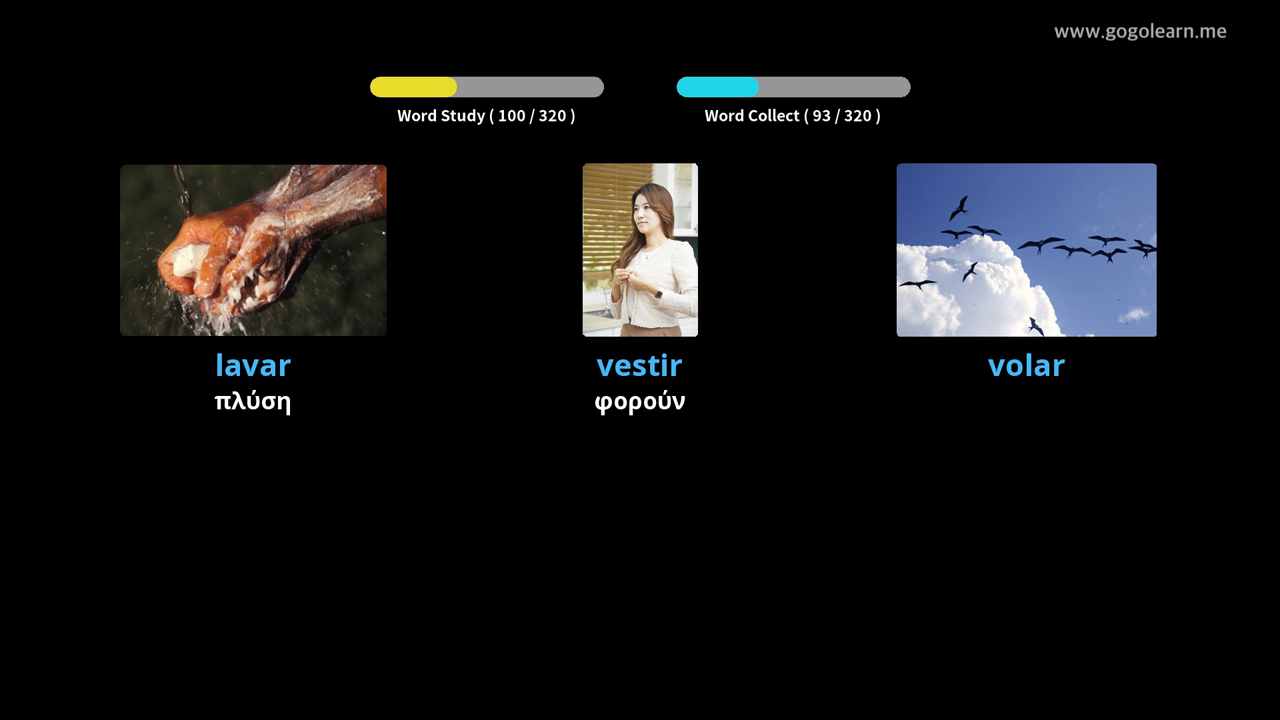 www.gogolearn.me
Word Study ( 100 / 320 )
Word Collect ( 93 / 320 )
lavar
πλύση
vestir
φορούν
volar